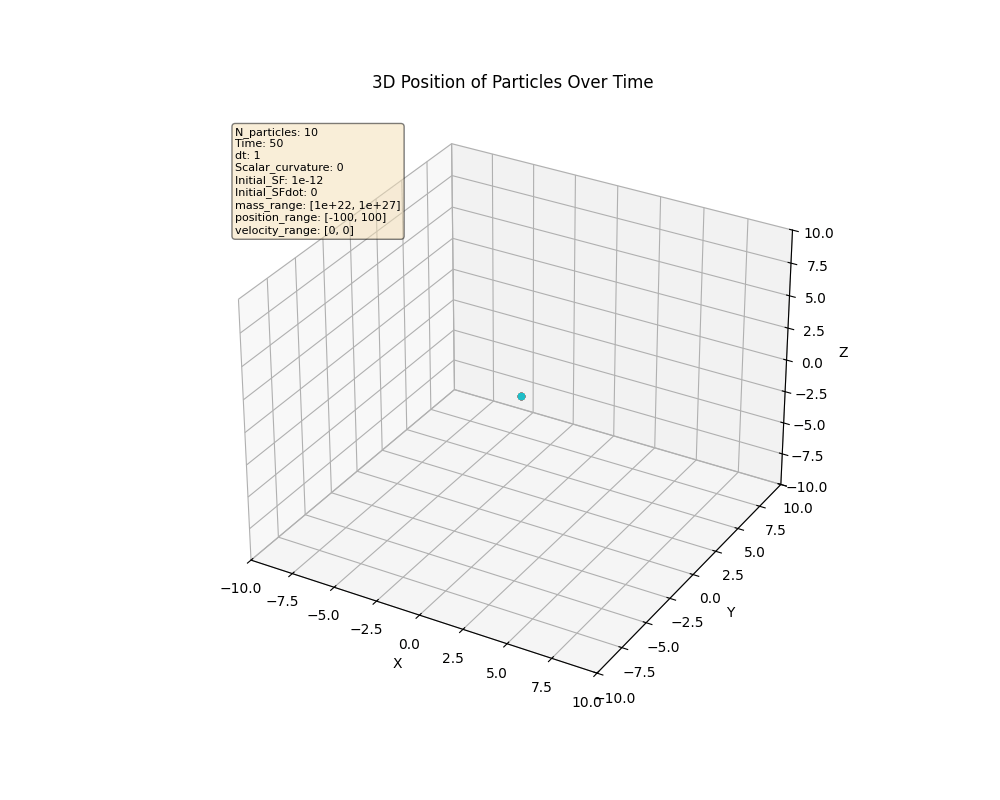 3D Position of Particles Over Time
N_particles: 10
Time: 50
dt: 1
Scalar_curvature: 0
Initial_SF: 1e-12
Initial_SFdot: 0
mass_range: [1e+22, 1e+27]
position_range: [-100, 100]
velocity_range: [0, 0]
10.0
7.5
5.0
2.5
0.0
Z
−2.5
−5.0
−7.5
−10.0
10.0
7.5
5.0
2.5
0.0
Y
−2.5
−5.0
−7.5
−10.0
−10.0
−7.5
−5.0
−2.5
0.0
X
2.5
5.0
7.5
10.0